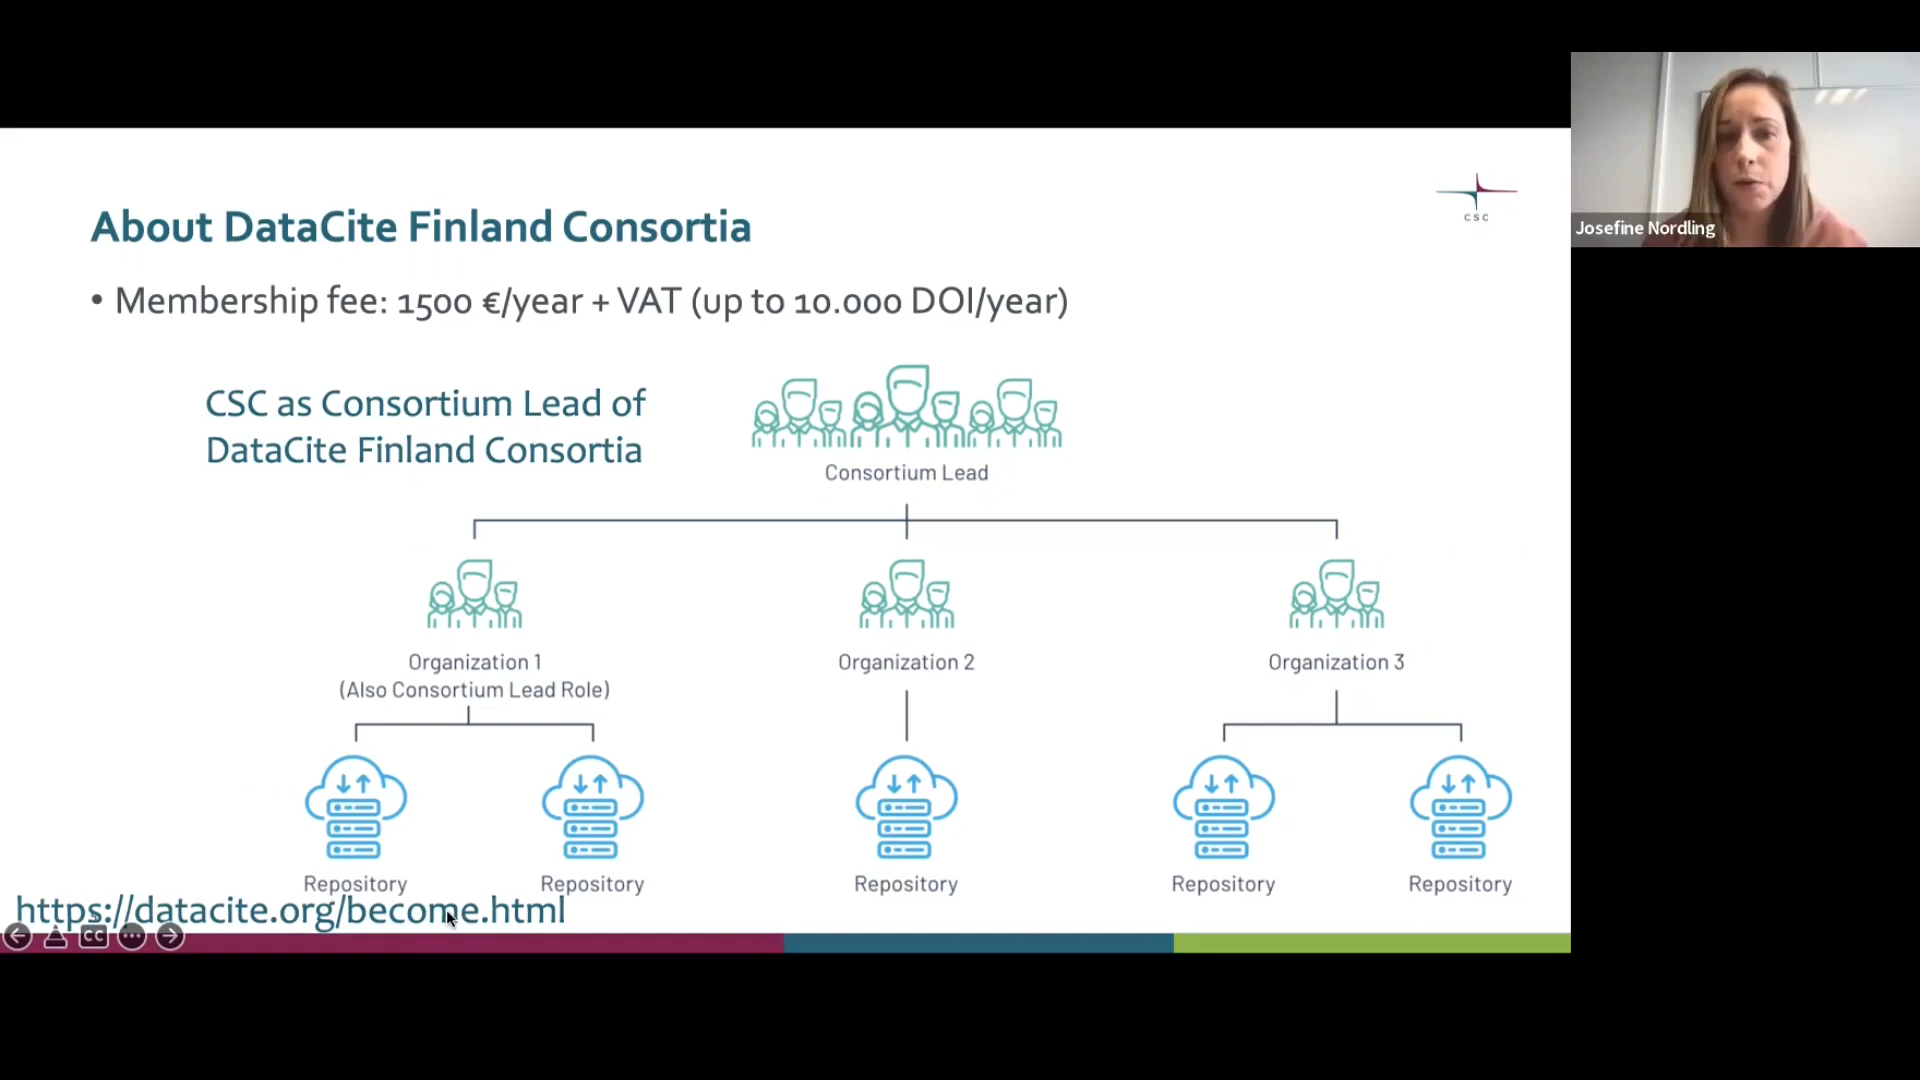 About DataCite Finland Consortia
CSC
Josefine Nordling
• Membership fee: 1500 €/year + VAT (up to 10.000 DOI/year)
CSC as Consortium Lead of
DataCite Finland Consortia
Consortium Lead
Organization 1
(Also Consortium Lead Role)
Organization 2
Organization 3
Repository
Repository
Repository
Repository
Repository
https://datacite.org/become.html
CC